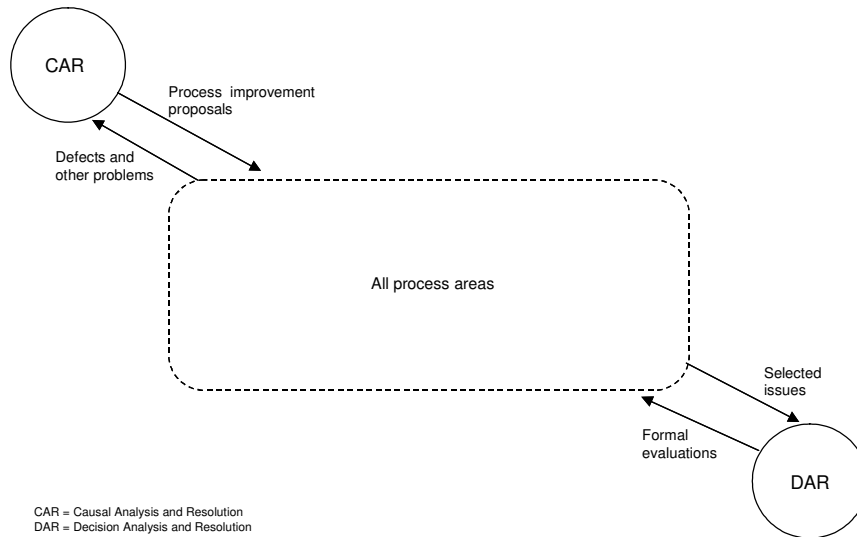 CAR
Process improvement
proposals
Defects and
other problems
All process areas
Selected
issues
Formal
evaluations
DAR
CAR = Causal Analysis and Resolution
DAR = Decision Analysis and Resolution